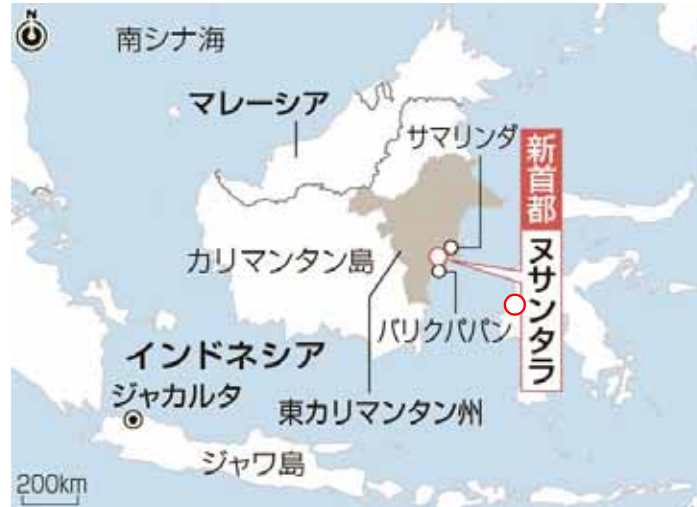 N
南シナ海
マレーシア
サマリンダ
新首都
ヌサンタラ
カリマンタン島
バリクパパン
インドネシア
東カリマンタン州
ジャカルタ
ジャワ島
200km